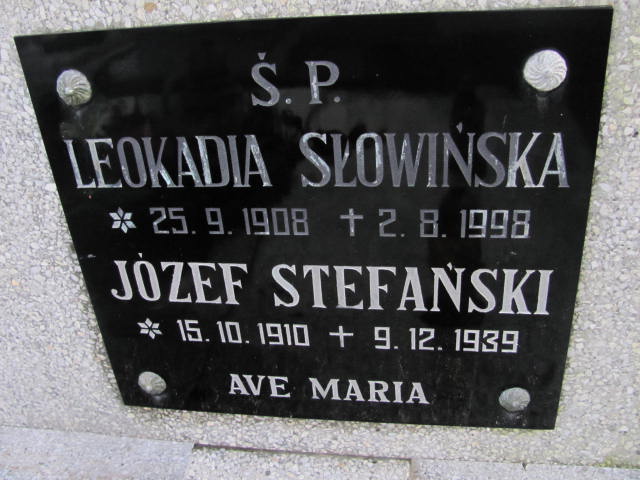 Ś. P.
LEOKADIA SŁOWIŃSKA
* 25. 9. 1908 + 2. 8. 1998
JÓZEF STEFAŃSKI
* 15. 10. 1910 + 9. 12. 1939
AVE MARIA